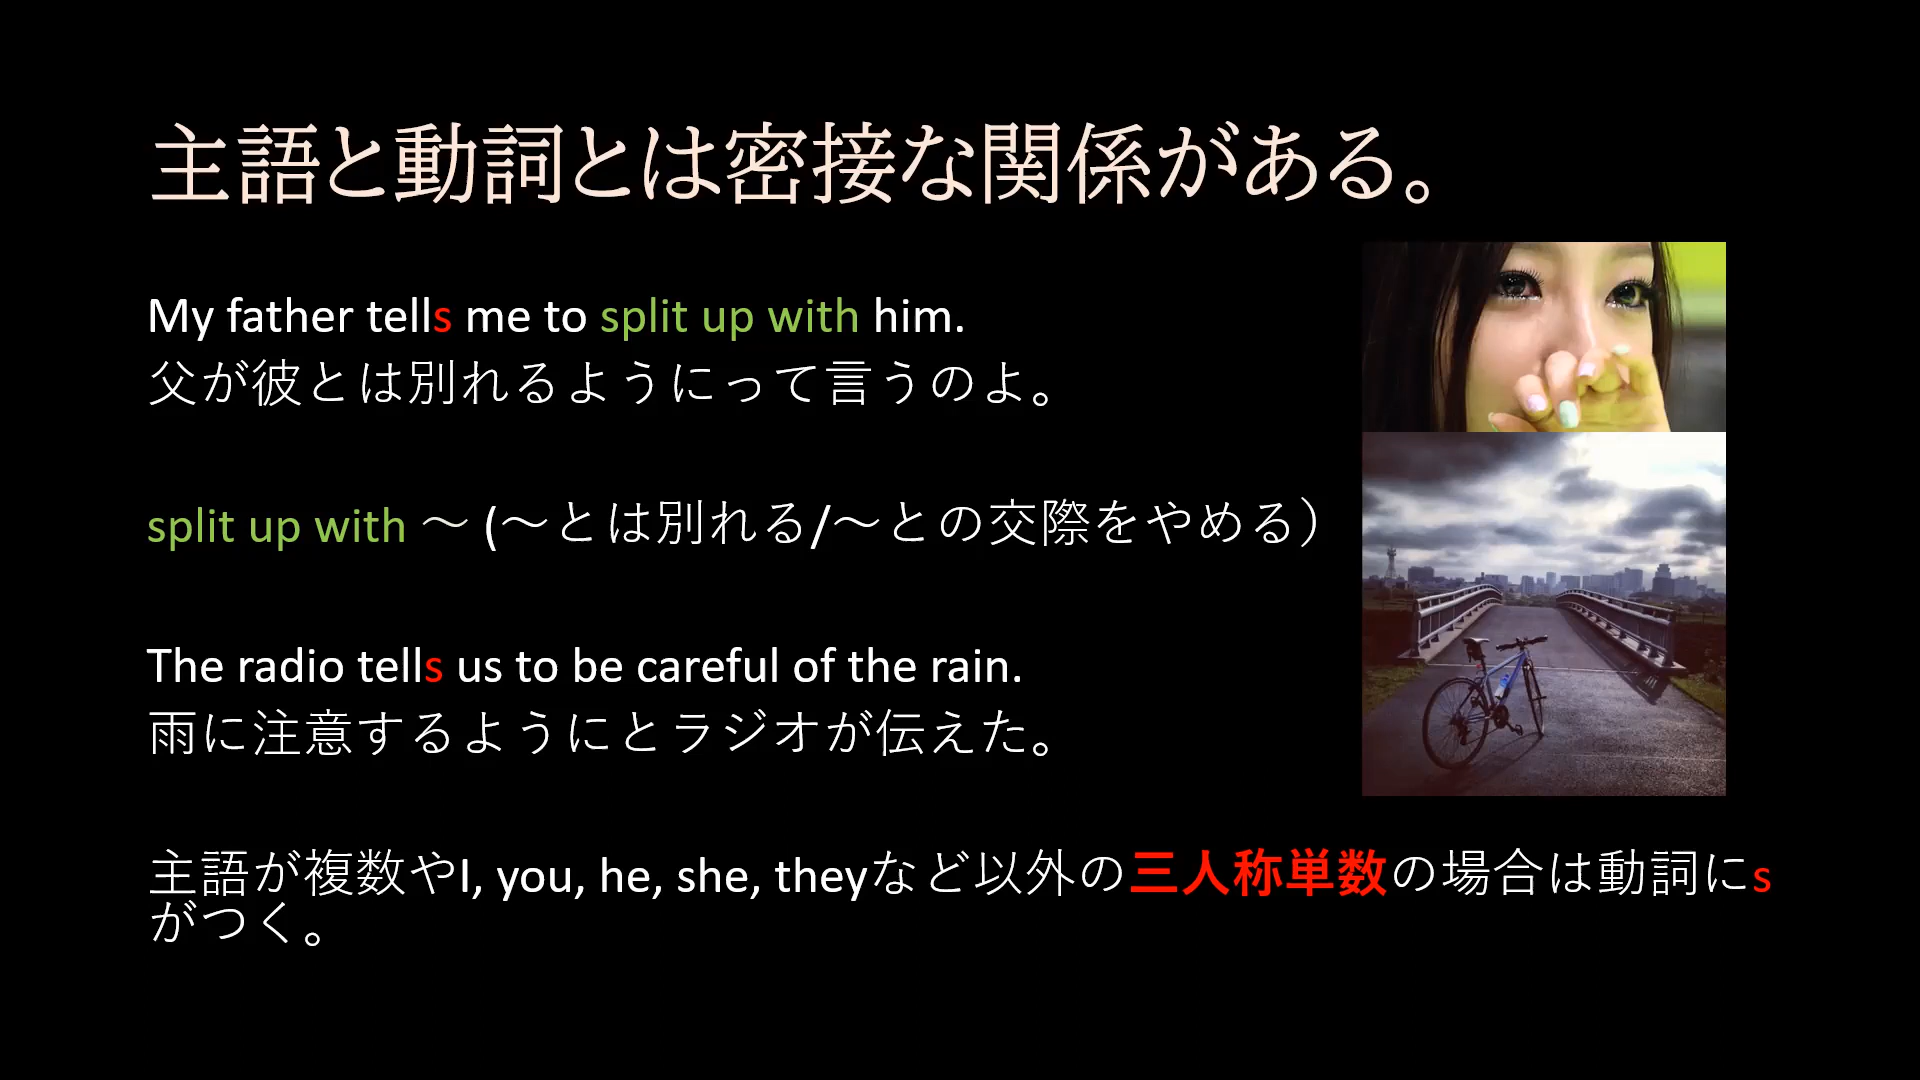 主語と動詞とは密接な関係がある。
My father tells me to split up with him.
父が彼とは別れるようにって言うのよ。
split up with ～ (～とは別れる/～との交際をやめる）
The radio tells us to be careful of the rain.
雨に注意するようにとラジオが伝えた。
主語が複数やI, you, he, she, theyなど以外の三人称単数の場合は動詞にs
がつく。